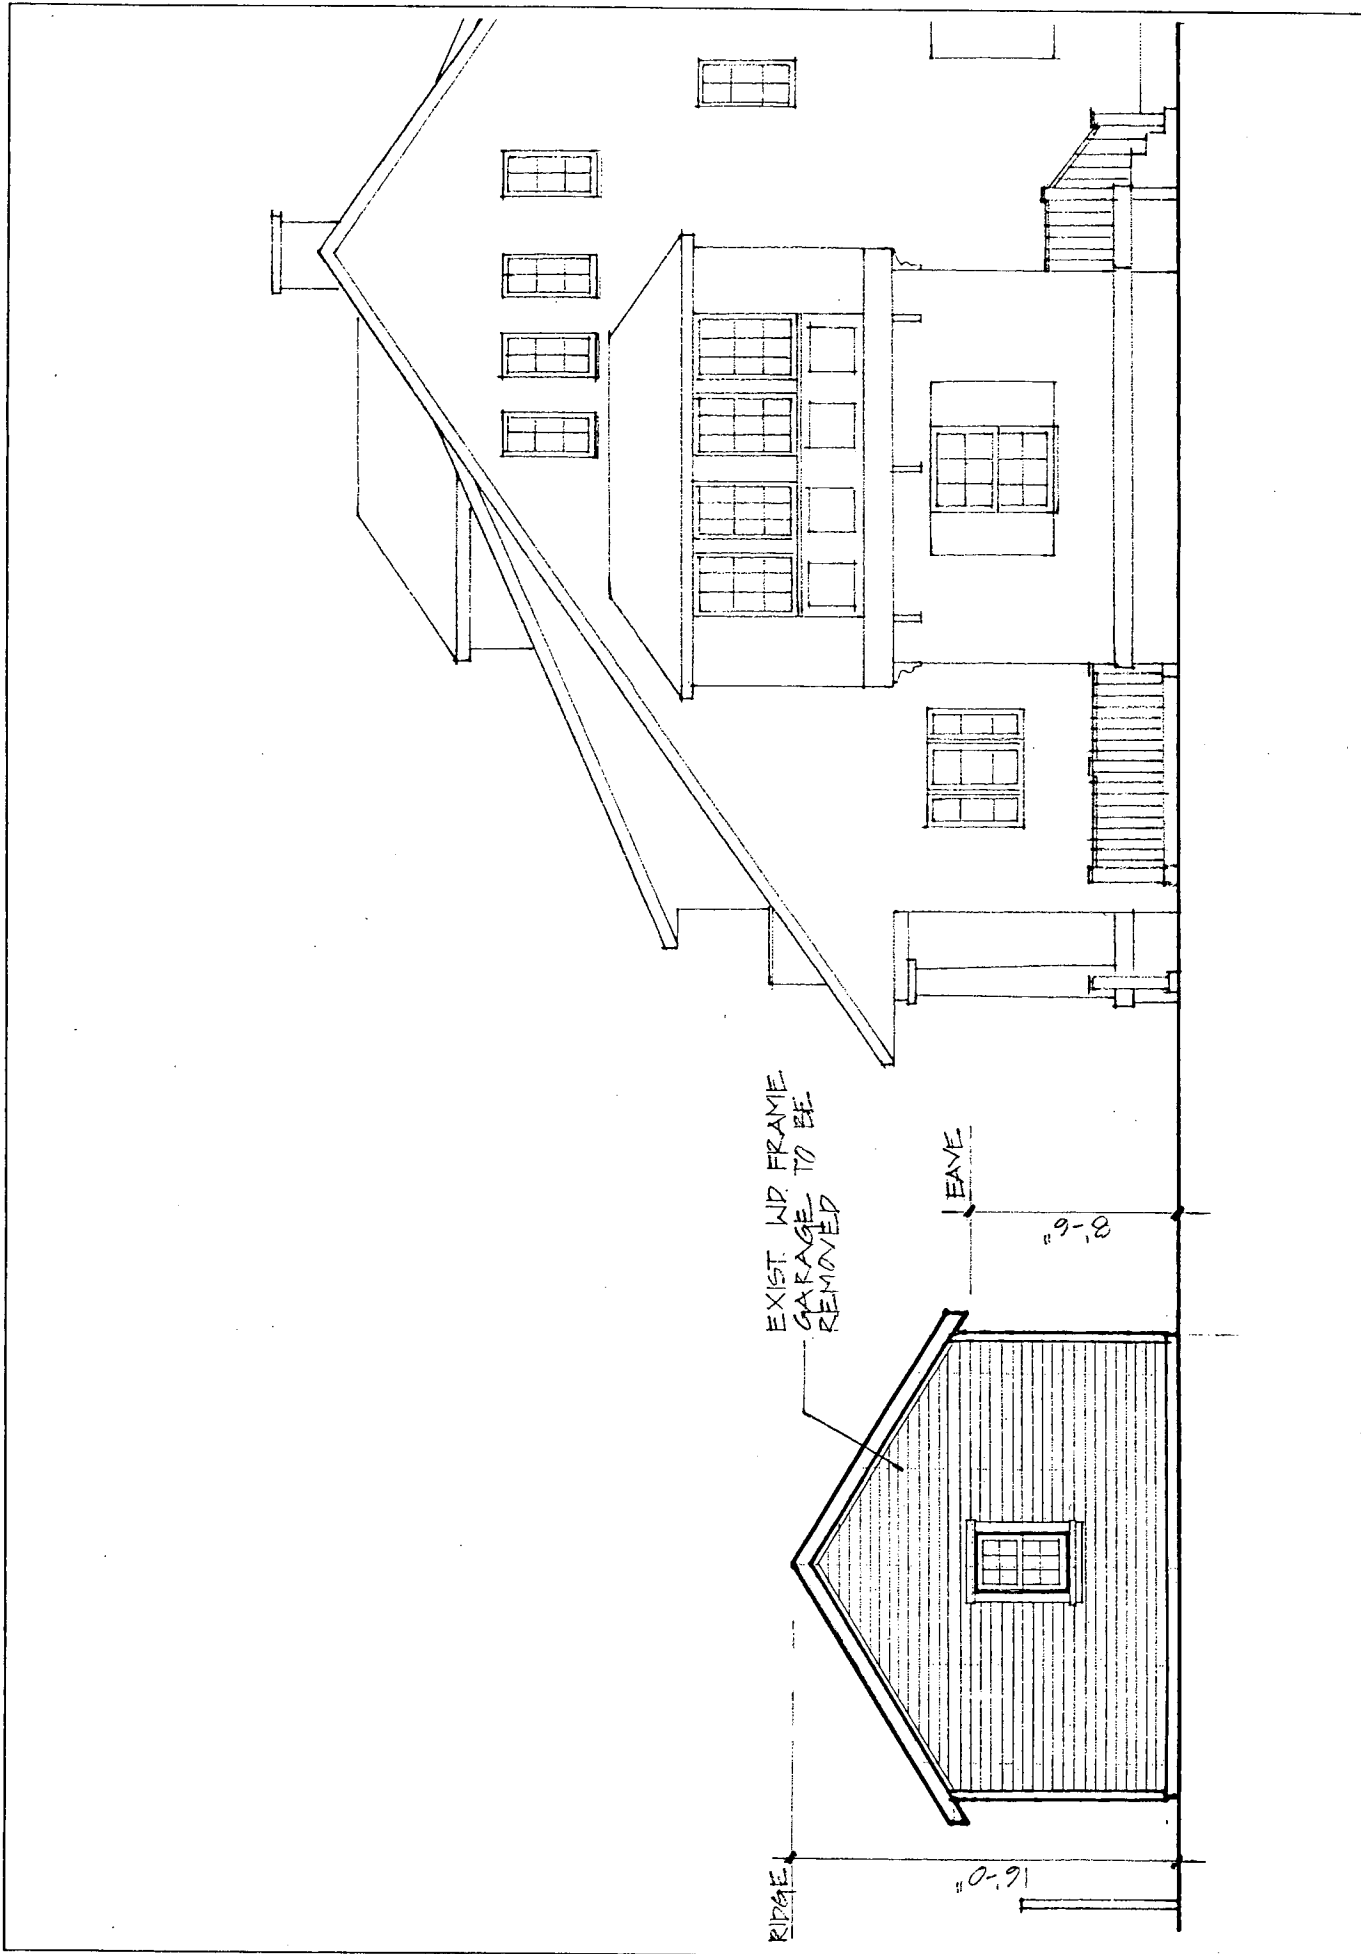 RIDGE
16'-0"
EXIST. WD. FRAME
GARAGE TO BE
REMOVED
EAVE
8'-6"